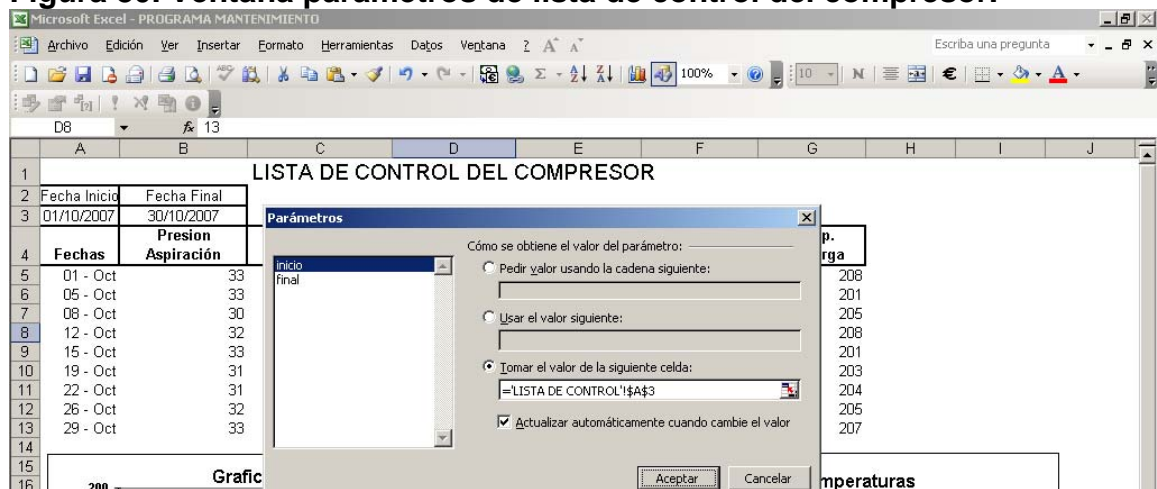 Figura 50. Ventana parámetros de lista de control del compresor.
Microsoft Excel - PROGRAMA MANTENIMIENTO
Archivo Edición Ver Insertar Formato Herramientas Datos Ventana ? Escriba una pregunta
100% 10 N €
D8 fx 13
A B C D E F G H I J
1 LISTA DE CONTROL DEL COMPRESOR
2 Fecha Inicio Fecha Final
3 01/10/2007 30/10/2007
Parámetros
Presion p.
4 Fechas Aspiración rga
5 01 - Oct 33 208
6 05 - Oct 33 201
7 08 - Oct 30 205
8 12 - Oct 32 208
9 15 - Oct 33 201
10 19 - Oct 31 203
11 22 - Oct 31 204
12 26 - Oct 32 205
13 29 - Oct 33 207
14
15
16
inicio
final
Cómo se obtiene el valor del parámetro:
Pedir valor usando la cadena siguiente:
Usar el valor siguiente:
Tomar el valor de la siguiente celda:
='LISTA DE CONTROL'!$A$3
Actualizar automáticamente cuando cambie el valor
Aceptar Cancelar
Grafic mperaturas
200